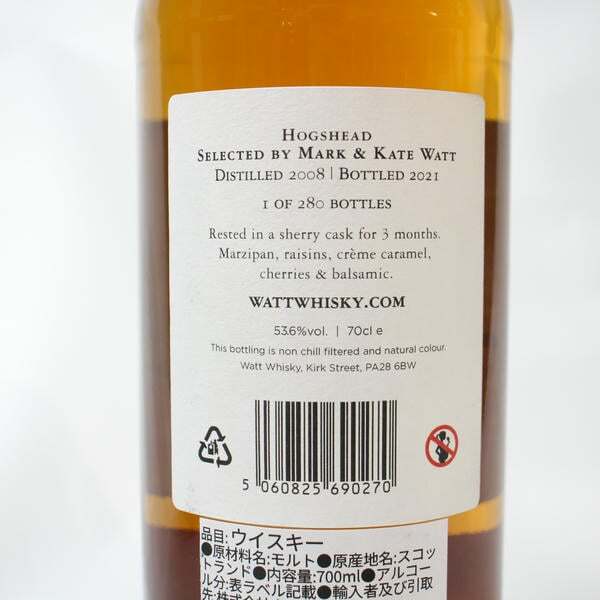 Hogshead
Selected by Mark & Kate Watt
Distilled 2008 | Bottled 2021
1 of 280 bottles
Rested in a sherry cask for 3 months.
Marzipan, raisins, crème caramel,
cherries & balsamic.
WATTWHISKY.COM
53.6%vol. | 70cl e
This bottling is non chill filtered and natural colour.
Watt Whisky, Kirk Street, PA28 6BW
5 060825 690270
品目:ウイスキー
●原材料名:モルト●原産地名:スコッ
トランド●内容量:700ml●アルコー
ル分:表ラベル記載●輸入者及び引取
先:株式会社